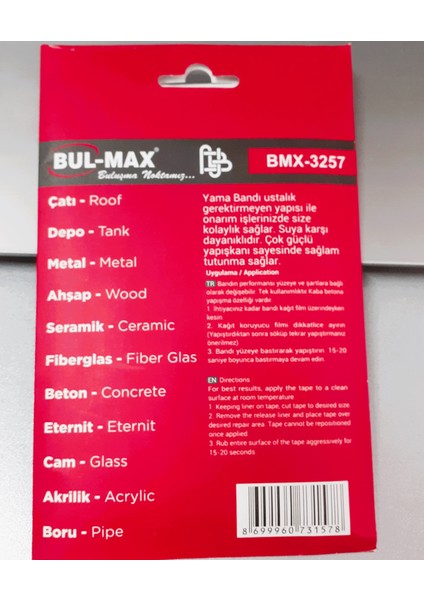 BUL-MAX®
Buluşma Noktamız...
BMX-3257
Çatı - Roof
Depo - Tank
Metal - Metal
Ahşap - Wood
Seramik - Ceramic
Fiberglas - Fiber Glas
Beton - Concrete
Eternit - Eternit
Cam - Glass
Akrilik - Acrylic
Boru - Pipe
Yama Bandı ustalık
gerektirmeyen yapısı ile
onarım işlerinizde size
kolaylık sağlar. Suya karşı
dayanıklıdır. Çok güçlü
yapışkanı sayesinde sağlam
tutunma sağlar.
Uygulama / Application
TR Bandın performansı yüzeye ve şartlara bağlı
olarak değişebilir. Tek kullanımlıktır. Kaba betona
yapışma özelliği vardır
1. İhtiyacınız kadar bandı kağıt film üzerindeyken
kesin
2. Kağıt koruyucu filmi dikkatlice ayırın
(Yapıştırdıktan sonra söküp tekrar yapıştırmanız
önerilmez)
3. Bandı yüzeye bastırarak yapıştırın. 15-20
saniye boyunca bastırmaya devam edin.
EN Directions
For best results, apply the tape to a clean
surface at room temperature
1. Keeping liner on tape, cut tape to desired size
2. Remove the release liner and place tape over
desired repair area. Tape cannot be repositioned
once applied
3. Rub entire surface of the tape aggressively for
15-20 seconds
8 699960 731578